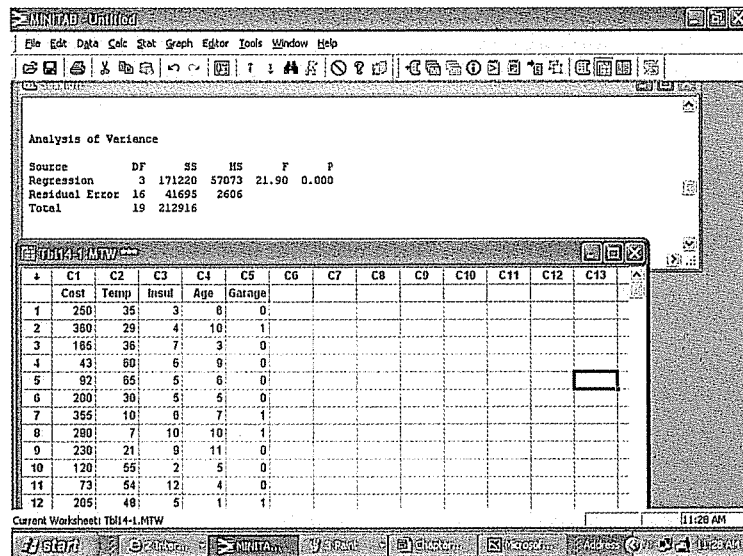 MINITAB - Untitled
File Edit Data Calc Stat Graph Editor Tools Window Help
Analysis of Variance
Source DF SS MS F P
Regression 3 171220 57073 21.90 0.000
Residual Error 16 41695 2606
Total 19 212916
Tbl14-1.MTW ***
↓ C1 C2 C3 C4 C5 C6 C7 C8 C9 C10 C11 C12 C13
Cost Temp Insul Age Garage
1 250 35 3 6 0
2 360 29 4 10 1
3 165 36 7 3 0
4 43 60 6 9 0
5 92 65 5 6 0
6 200 30 5 5 0
7 355 10 6 7 1
8 290 7 10 10 1
9 230 21 9 11 0
10 120 55 2 5 0
11 73 54 12 4 0
12 205 48 5 1 1
Current Worksheet: Tbl14-1.MTW 11:28 AM
start MINITA... Chapter... Microsof... Address 11:28 AM